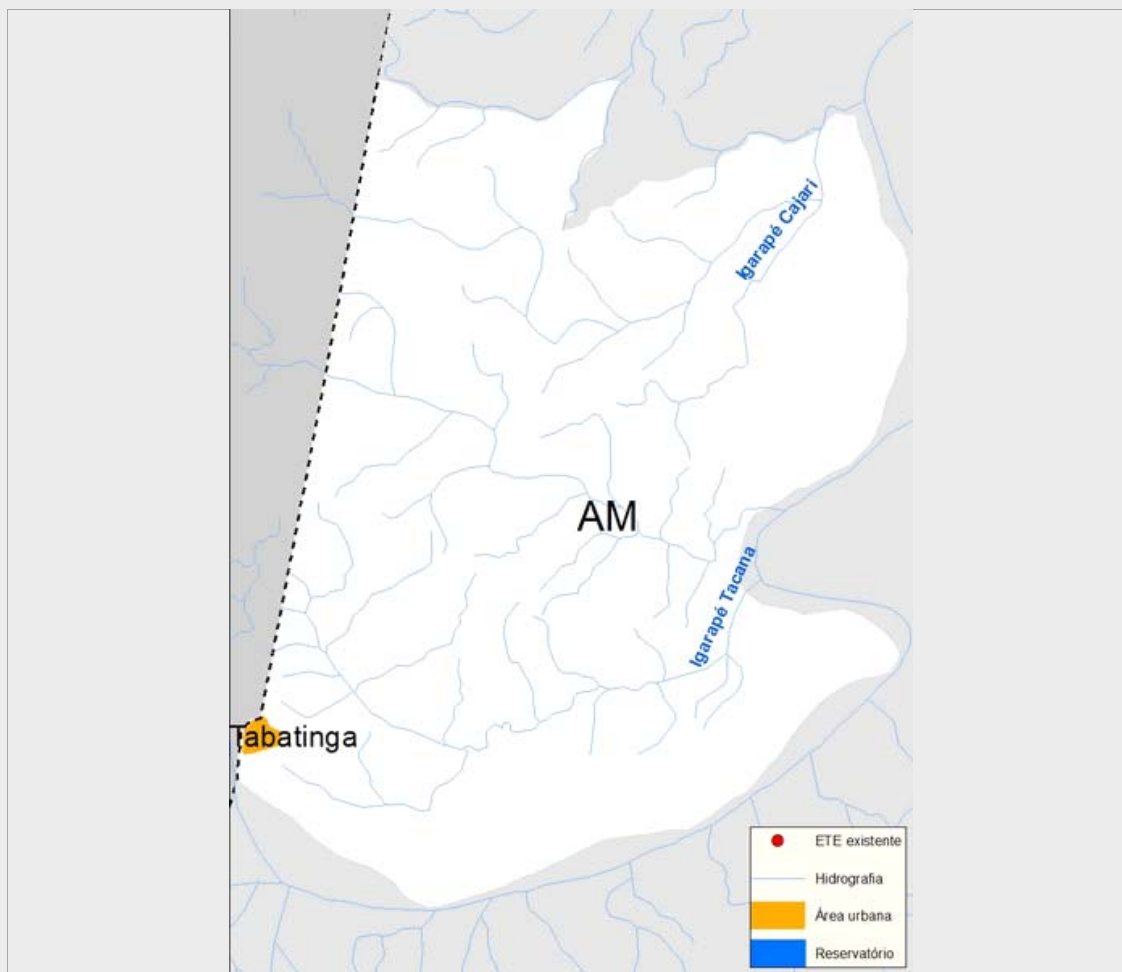 Igarapé Cajari
AM
Igarapé Tacana
Tabatinga
ETE existente
Hidrografia
Área urbana
Reservatório